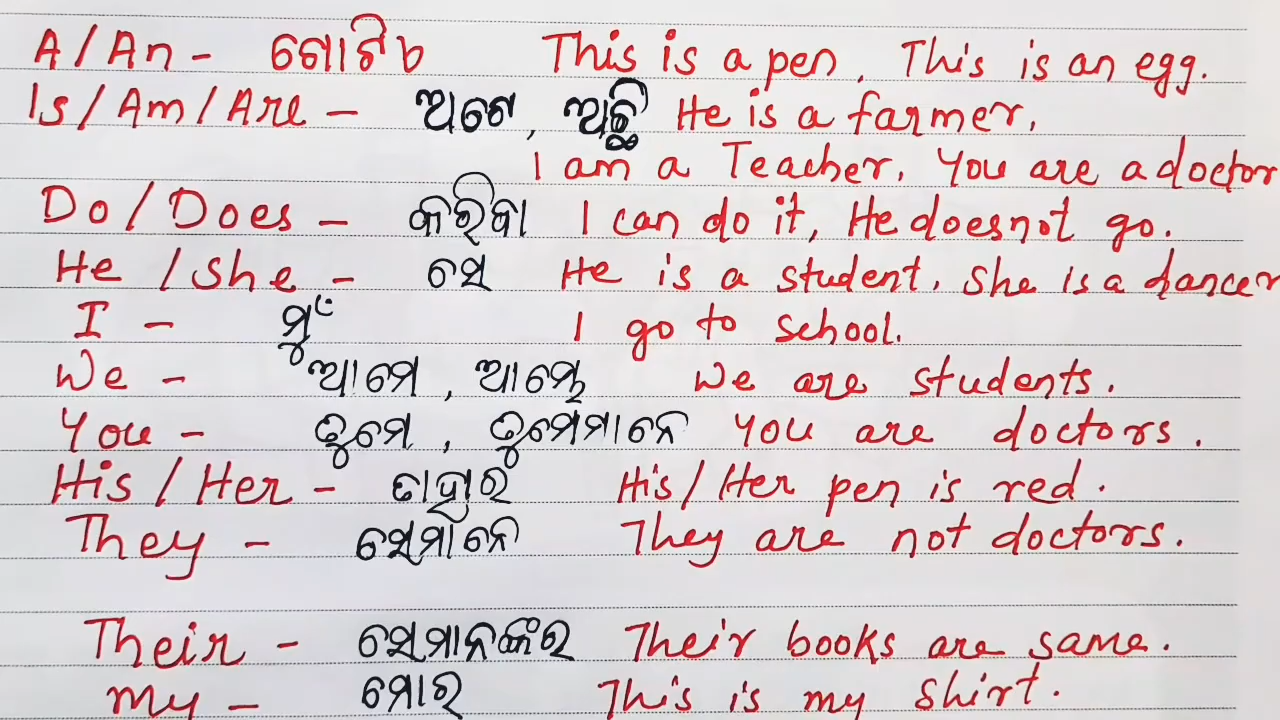 A/An - ଗୋଟିଏ This is a pen. This is an egg.
Is/Am/Are - ଅଟେ, ଅଛି He is a farmer.
I am a Teacher. You are a doctor
Do/Does - କରିବା I can do it, He doesnot go.
He/She - ସେ He is a student. She is a dancer
I - ମୁଁ I go to school.
We - ଆମେ, ଆମ୍ଭେ We are students.
You - ତୁମେ, ତୁମେମାନେ You are doctors.
His/Her - ତାହାର His/Her pen is red.
They - ସେମାନେ They are not doctors.
Their - ସେମାନଙ୍କର Their books are same.
My - ମୋର This is my shirt.